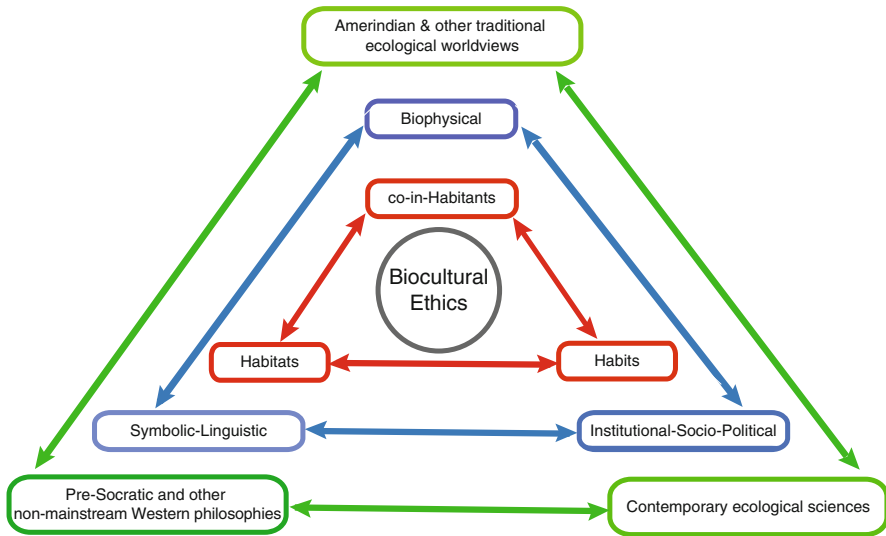 Amerindian & other traditional
ecological worldviews
Biophysical
co-in-Habitants
Biocultural
Ethics
Habitats
Habits
Symbolic-Linguistic
Institutional-Socio-Political
Pre-Socratic and other
non-mainstream Western philosophies
Contemporary ecological sciences